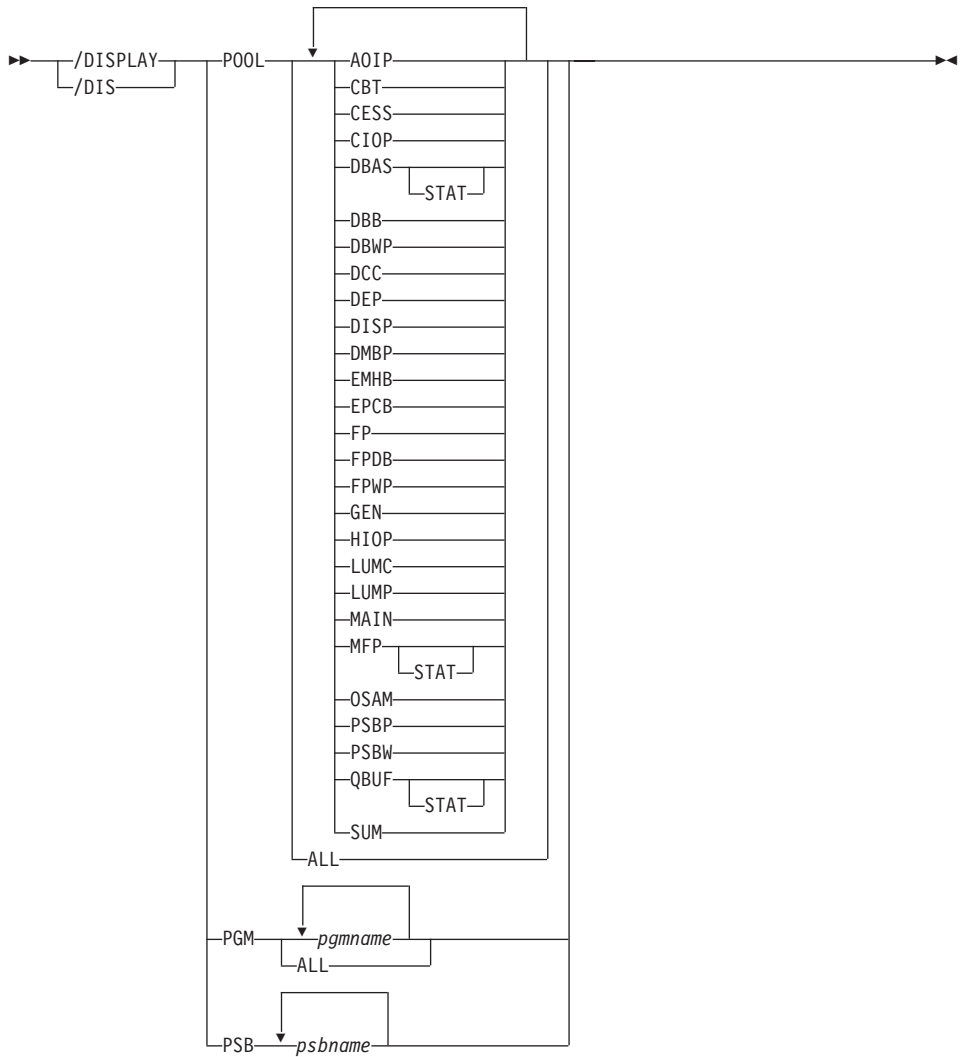 /DISPLAY POOL AOIP
/DIS CBT
CESS
CIOP
DBAS
STAT
DBB
DBWP
DCC
DEP
DISP
DMBP
EMHB
EPCB
FP
FPDB
FPWP
GEN
HIOP
LUMC
LUMP
MAIN
MFP
STAT
OSAM
PSBP
PSBW
QBUF
STAT
SUM
ALL
PGM pgmname
ALL
PSB psbname